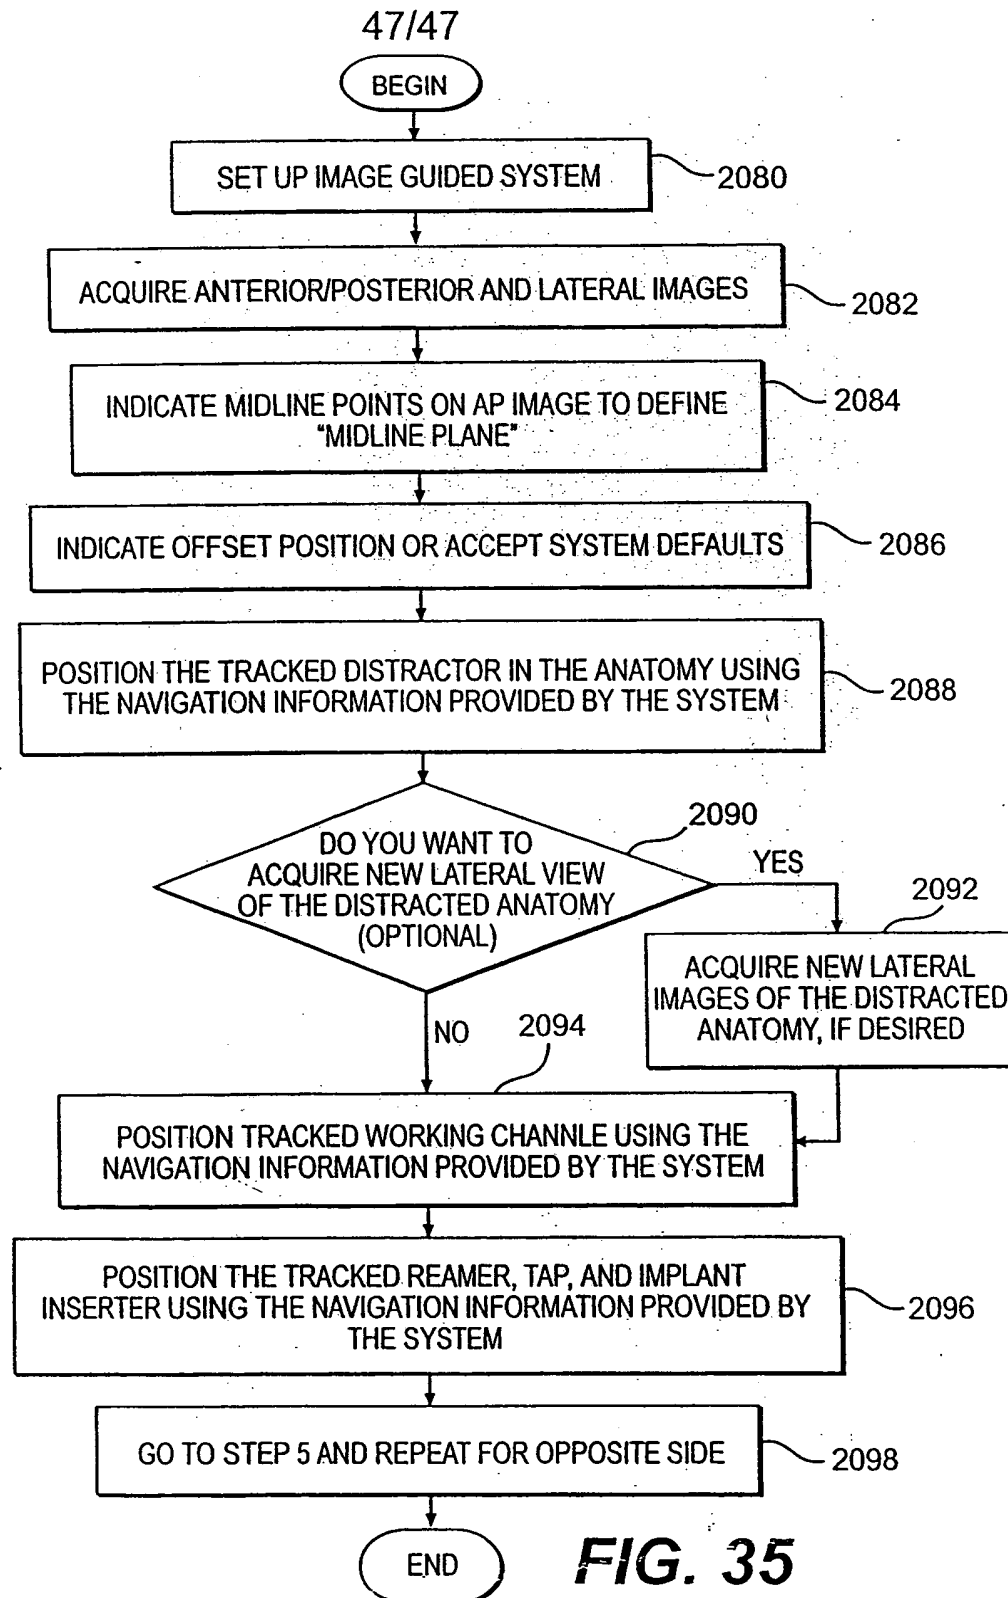 47/47
BEGIN
SET UP IMAGE GUIDED SYSTEM
2080
ACQUIRE ANTERIOR/POSTERIOR AND LATERAL IMAGES
2082
INDICATE MIDLINE POINTS ON AP IMAGE TO DEFINE
"MIDLINE PLANE"
2084
INDICATE OFFSET POSITION OR ACCEPT SYSTEM DEFAULTS
2086
POSITION THE TRACKED DISTRACTOR IN THE ANATOMY USING
THE NAVIGATION INFORMATION PROVIDED BY THE SYSTEM
2088
DO YOU WANT TO
ACQUIRE NEW LATERAL VIEW
OF THE DISTRACTED ANATOMY
(OPTIONAL)
2090
YES
2092
ACQUIRE NEW LATERAL
IMAGES OF THE DISTRACTED
ANATOMY, IF DESIRED
NO
2094
POSITION TRACKED WORKING CHANNLE USING THE
NAVIGATION INFORMATION PROVIDED BY THE SYSTEM
POSITION THE TRACKED REAMER, TAP, AND IMPLANT
INSERTER USING THE NAVIGATION INFORMATION PROVIDED BY
THE SYSTEM
2096
GO TO STEP 5 AND REPEAT FOR OPPOSITE SIDE
2098
END
FIG. 35